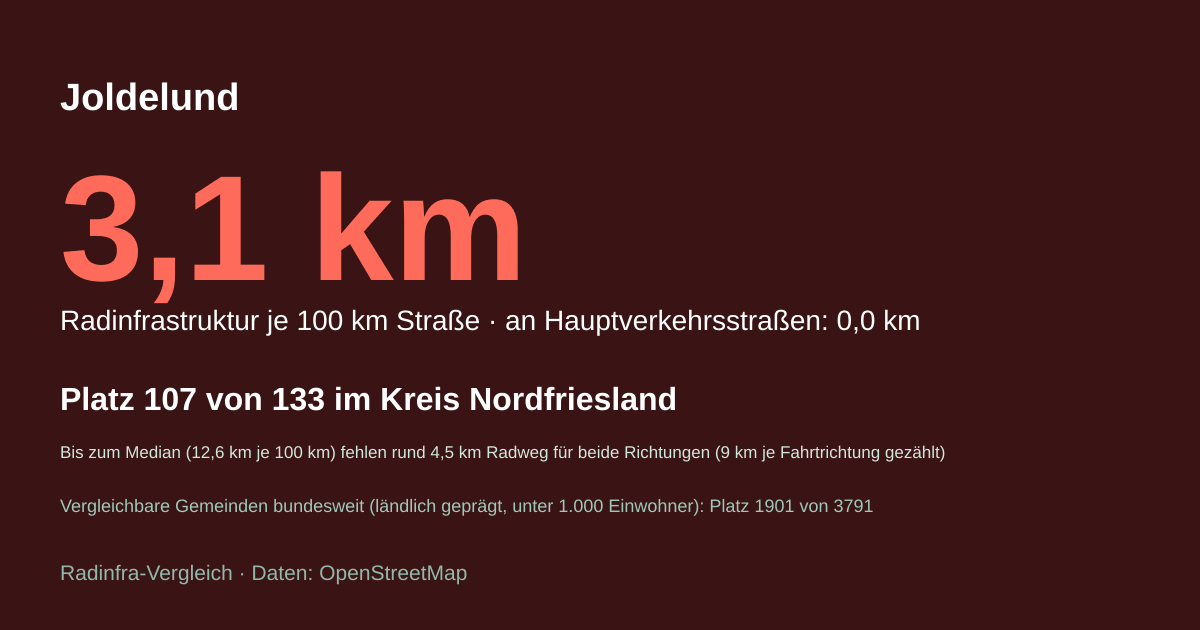 Joldelund
3,1 km
Radinfrastruktur je 100 km Straße · an Hauptverkehrsstraßen: 0,0 km
Platz 107 von 133 im Kreis Nordfriesland
Bis zum Median (12,6 km je 100 km) fehlen rund 4,5 km Radweg für beide Richtungen (9 km je Fahrtrichtung gezählt)
Vergleichbare Gemeinden bundesweit (ländlich geprägt, unter 1.000 Einwohner): Platz 1901 von 3791
Radinfra-Vergleich · Daten: OpenStreetMap